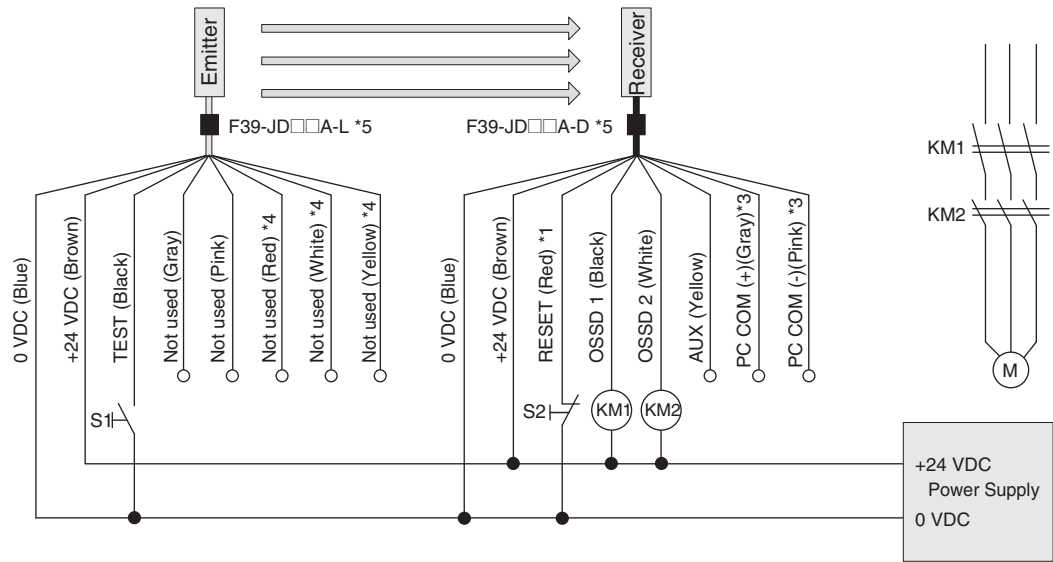 Emitter
Receiver
F39-JD□□A-L *5
F39-JD□□A-D *5
0 VDC (Blue)
+24 VDC (Brown)
TEST (Black)
Not used (Gray)
Not used (Pink)
Not used (Red) *4
Not used (White) *4
Not used (Yellow) *4
0 VDC (Blue)
+24 VDC (Brown)
RESET (Red) *1
OSSD 1 (Black)
OSSD 2 (White)
AUX (Yellow)
PC COM (+)(Gray)*3
PC COM (-)(Pink) *3
KM1
KM2
M
S1
S2
KM1
KM2
+24 VDC
Power Supply
0 VDC